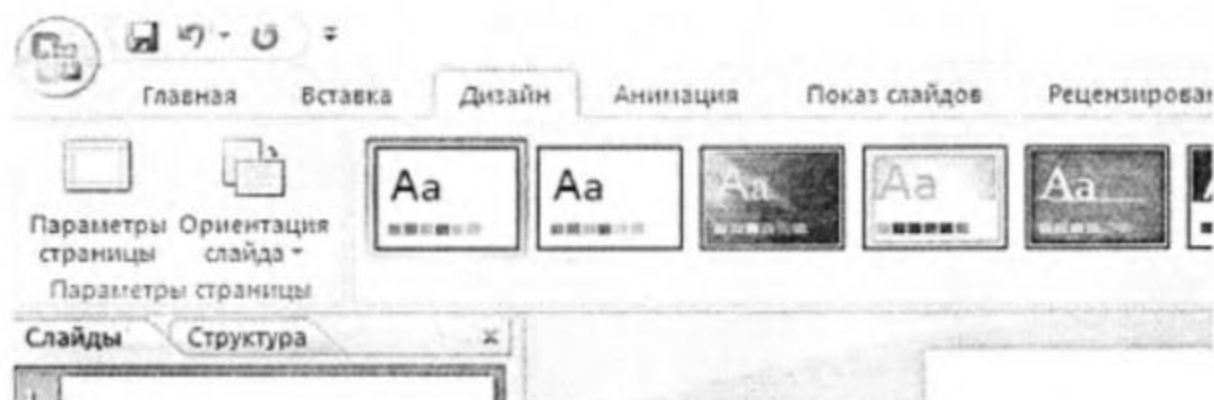 Главная Вставка Дизайн Анимация Показ слайдов
Aa Aa Aa Aa Aa
Параметры страницы Ориентация слайда
Параметры страницы
Слайды Структура